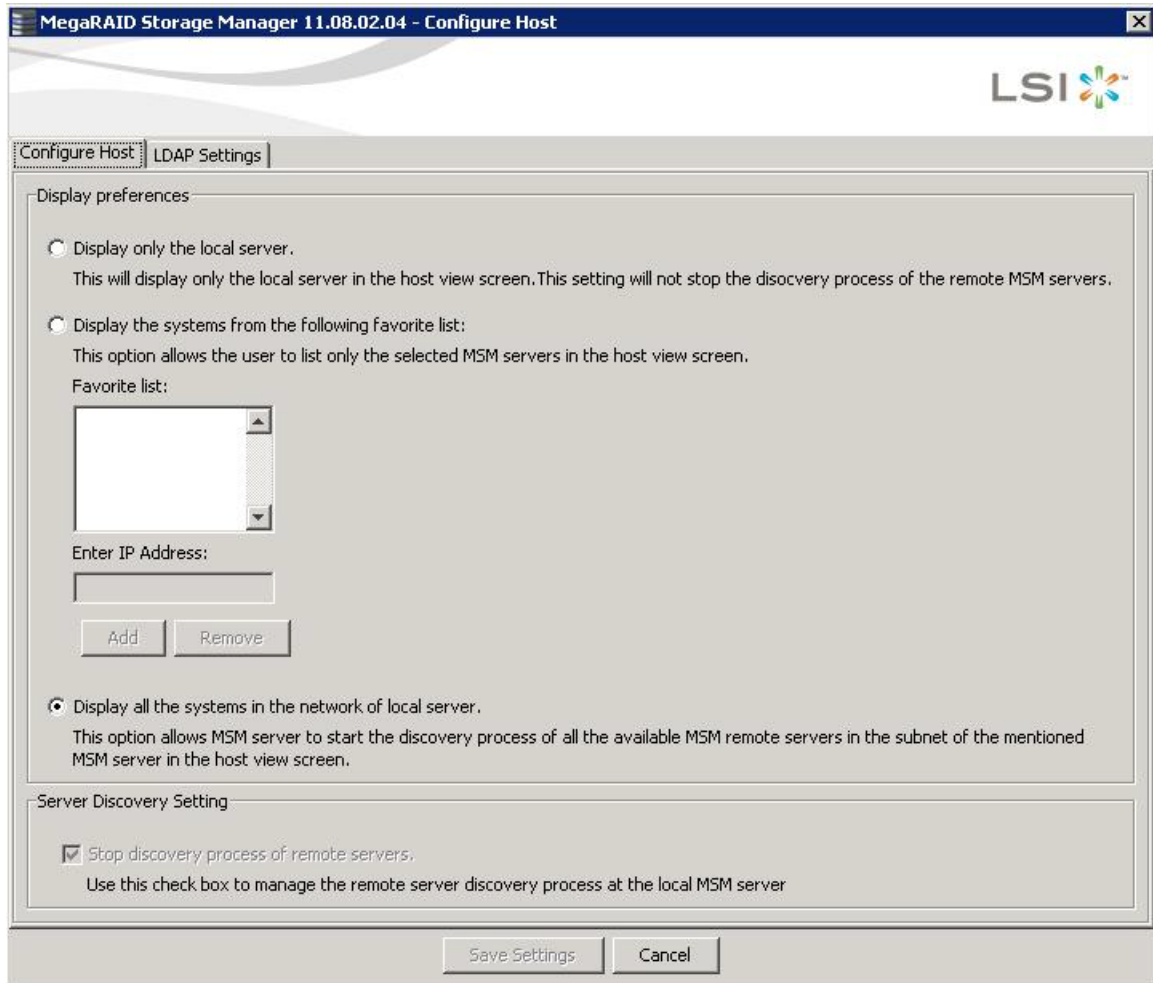 MegaRAID Storage Manager 11.08.02.04 - Configure Host
LSI
Configure Host
LDAP Settings
Display preferences
Display only the local server.
This will display only the local server in the host view screen.This setting will not stop the disocvery process of the remote MSM servers.
Display the systems from the following favorite list:
This option allows the user to list only the selected MSM servers in the host view screen.
Favorite list:
Enter IP Address:
Add
Remove
Display all the systems in the network of local server.
This option allows MSM server to start the discovery process of all the available MSM remote servers in the subnet of the mentioned
MSM server in the host view screen.
Server Discovery Setting
Stop discovery process of remote servers.
Use this check box to manage the remote server discovery process at the local MSM server
Save Settings
Cancel